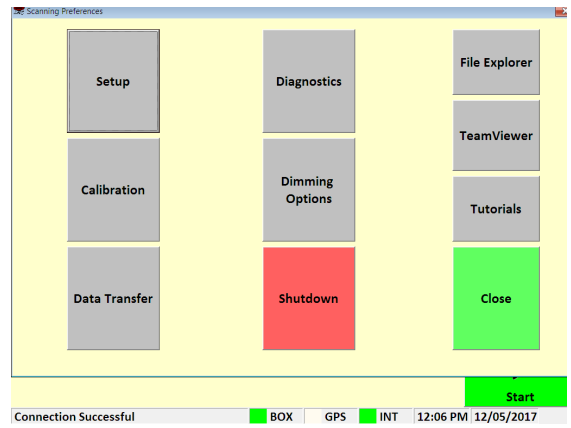 Scanning Preferences
Setup
Diagnostics
File Explorer
TeamViewer
Calibration
Dimming
Options
Tutorials
Data Transfer
Shutdown
Close
Start
Connection Successful BOX GPS INT 12:06 PM 12/05/2017